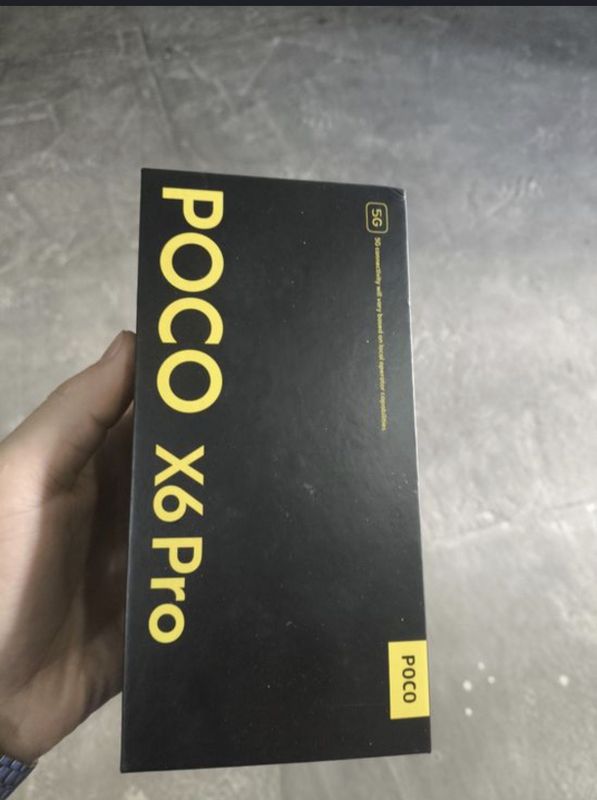 5G
5G connectivity will vary based on local operator capabilities
POCO X6 Pro
POCO